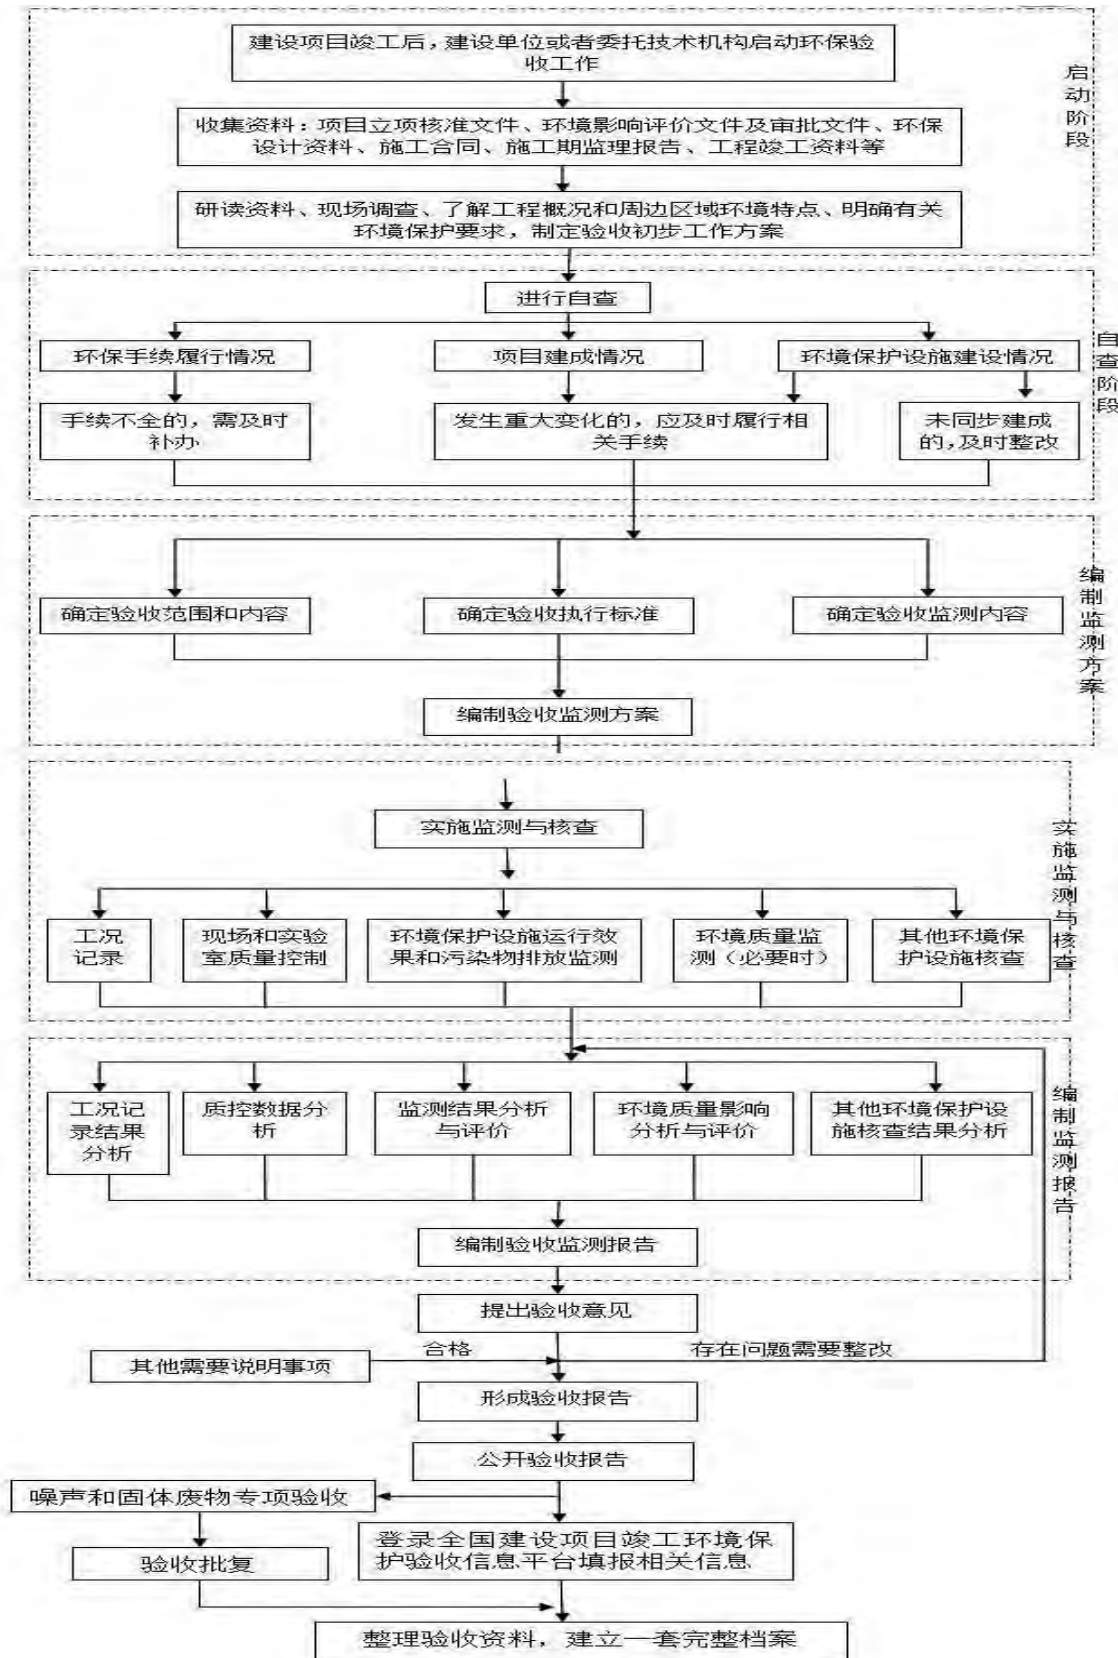 建设项目竣工后，建设单位或者委托技术机构启动环保验
收工作
启动阶段
收集资料：项目立项核准文件、环境影响评价文件及审批文件、环保
设计资料、施工合同、施工期监理报告、工程竣工资料等
研读资料、现场调查、了解工程概况和周边区域环境特点、明确有关
环境保护要求，制定验收初步工作方案
进行自查
自查阶段
环保手续履行情况
项目建成情况
环境保护设施建设情况
手续不全的，需及时
补办
发生重大变化的，应及时履行相
关手续
未同步建成
的，及时整改
编制监测方案
确定验收范围和内容
确定验收执行标准
确定验收监测内容
编制验收监测方案
实施监测与核查
实施监测与核查
工况
记录
现场和实验
室质量控制
环境保护设施运行效
果和污染物排放监测
环境质量监
测（必要时）
其他环境保
护设施核查
编制监测报告
工况记
录结果
分析
质控数据分
析
监测结果分析
与评价
环境质量影响
分析与评价
其他环境保护设
施核查结果分析
编制验收监测报告
提出验收意见
合格
存在问题需要整改
其他需要说明事项
形成验收报告
公开验收报告
噪声和固体废物专项验收
登录全国建设项目竣工环境保
护验收信息平台填报相关信息
验收批复
整理验收资料，建立一套完整档案